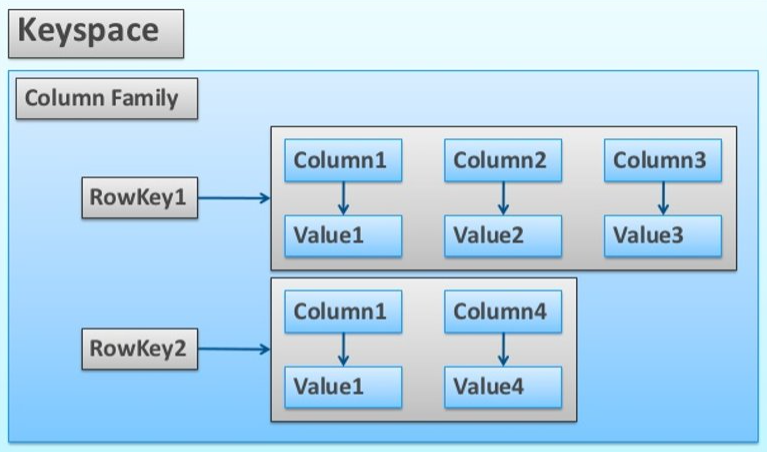 Keyspace
Column Family
RowKey1
Column1 Column2 Column3
Value1 Value2 Value3
RowKey2
Column1 Column4
Value1 Value4